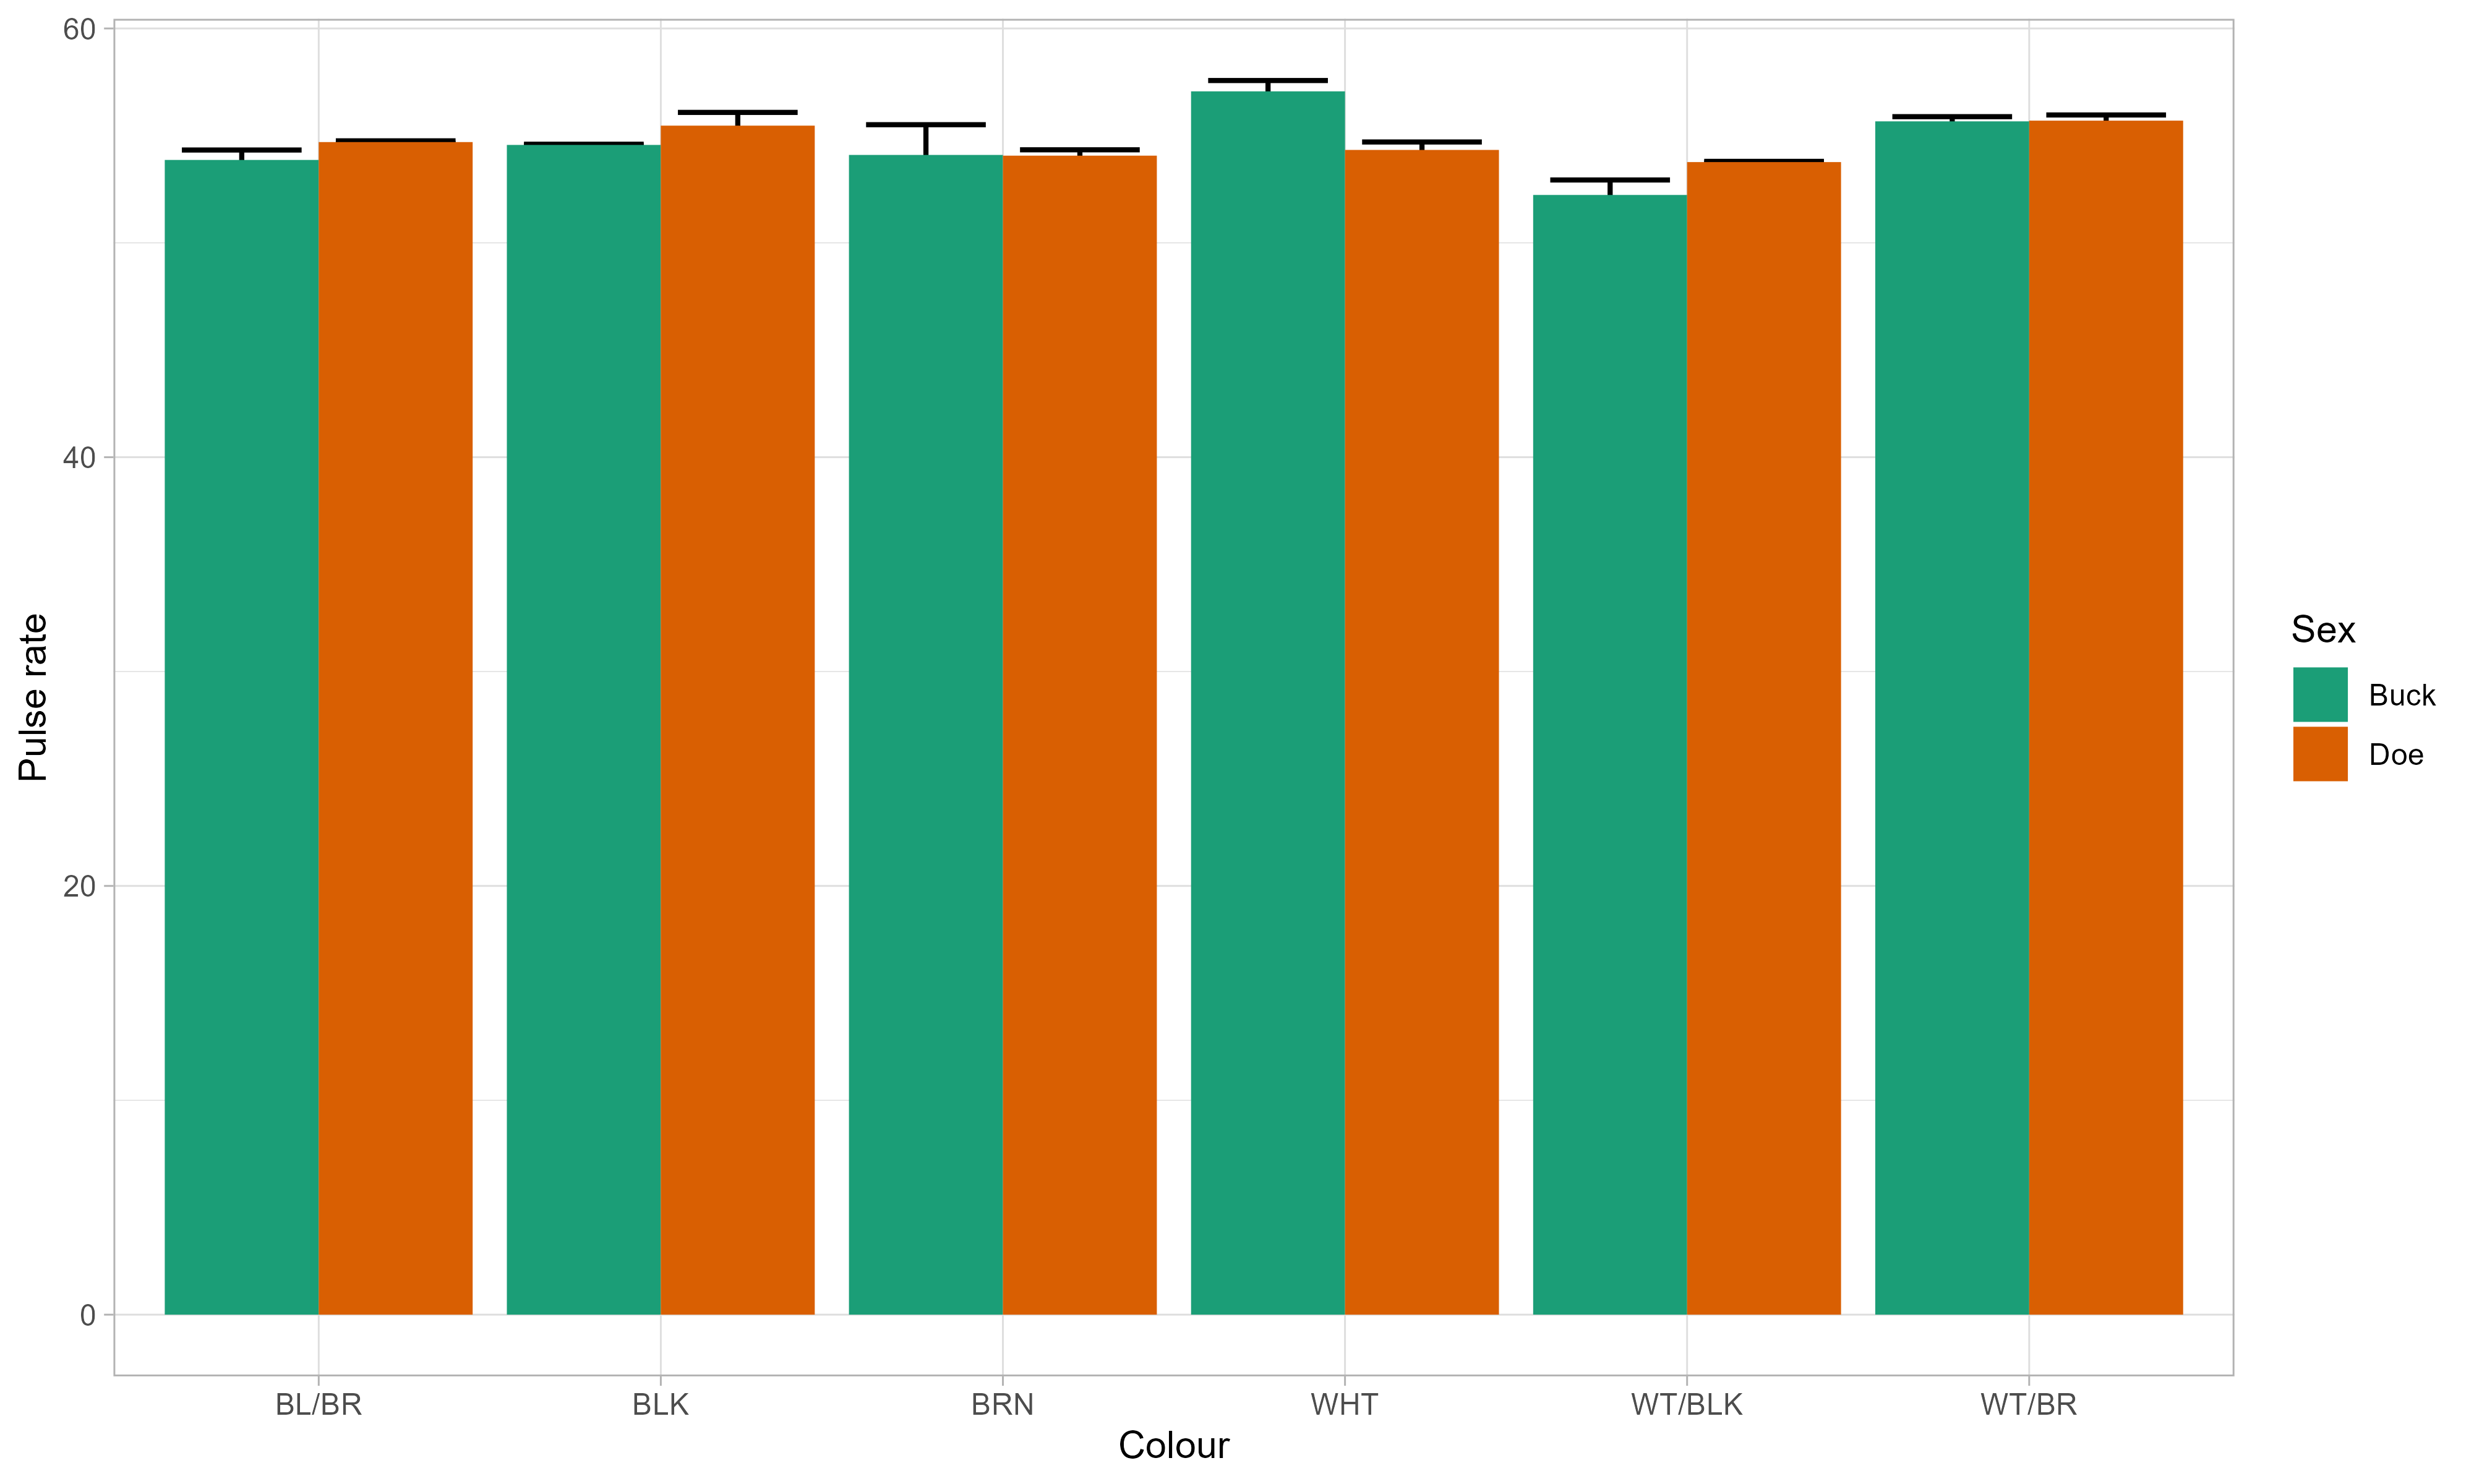 60
40
20
0
Pulse rate
BL/BR
BLK
BRN
WHT
WT/BLK
WT/BR
Colour
Sex
Buck
Doe